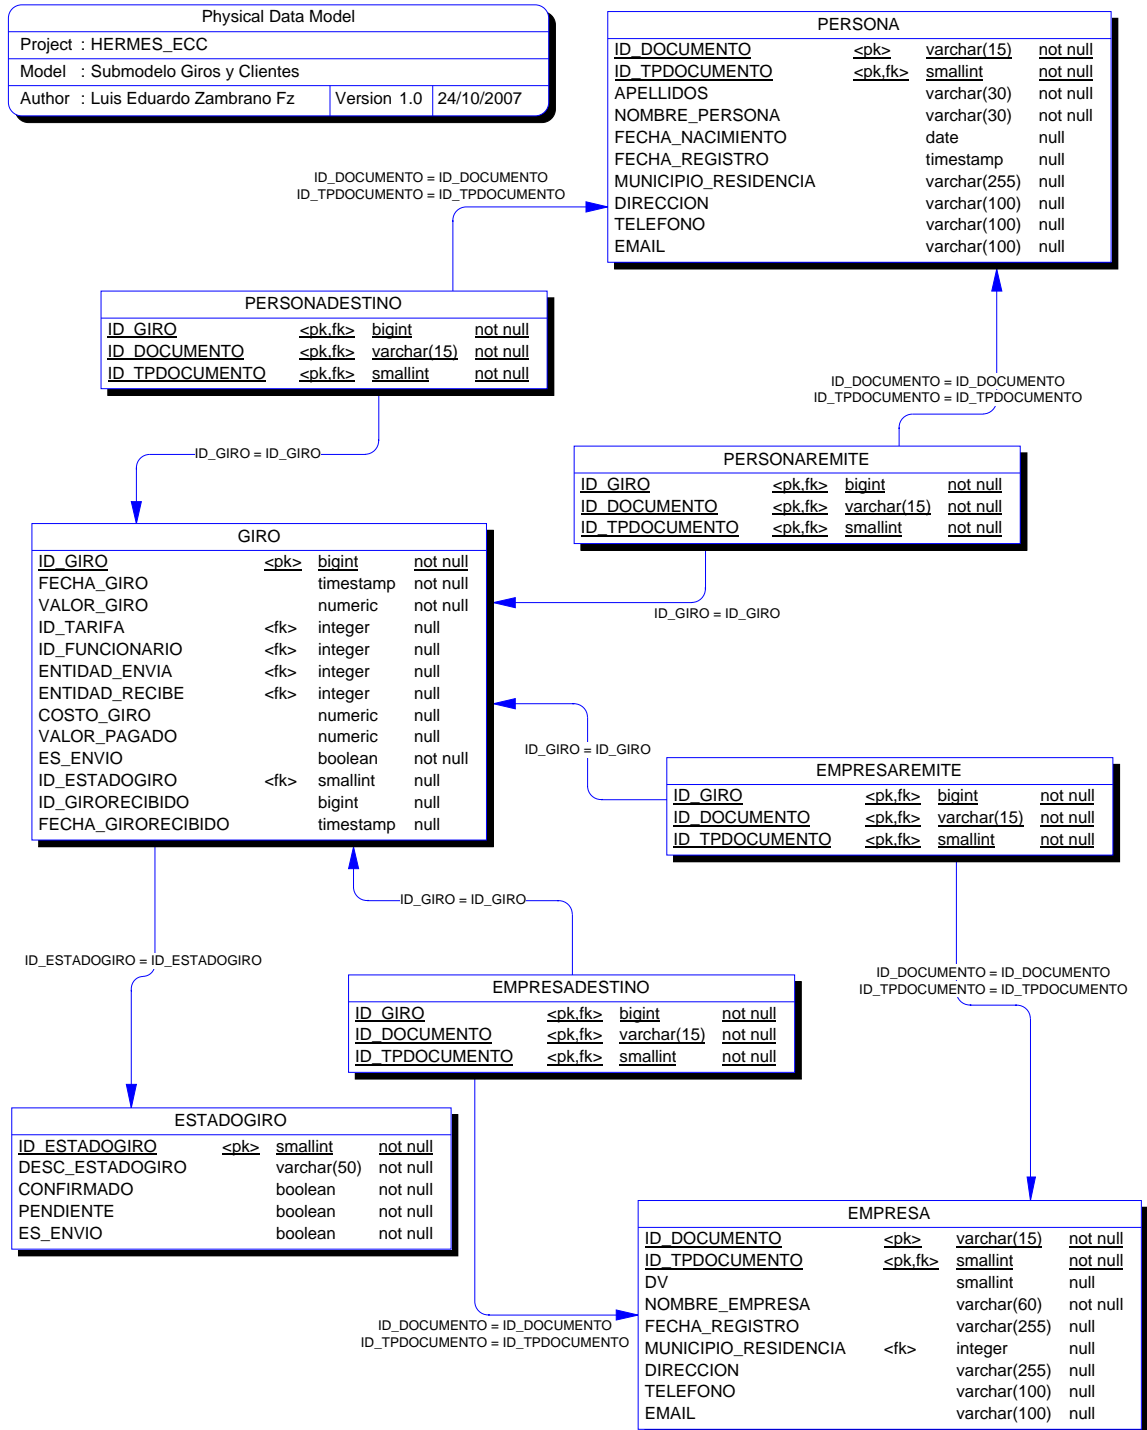 Physical Data Model
Project : HERMES_ECC
Model : Submodelo Giros y Clientes
Author : Luis Eduardo Zambrano Fz Version 1.0 24/10/2007
PERSONA
ID_DOCUMENTO <pk> varchar(15) not null
ID_TPDOCUMENTO <pk,fk> smallint not null
APELLIDOS varchar(30) not null
NOMBRE_PERSONA varchar(30) not null
FECHA_NACIMIENTO date null
FECHA_REGISTRO timestamp null
MUNICIPIO_RESIDENCIA varchar(255) null
DIRECCION varchar(100) null
TELEFONO varchar(100) null
EMAIL varchar(100) null
ID_DOCUMENTO = ID_DOCUMENTO
ID_TPDOCUMENTO = ID_TPDOCUMENTO
PERSONADESTINO
ID_GIRO <pk,fk> bigint not null
ID_DOCUMENTO <pk,fk> varchar(15) not null
ID_TPDOCUMENTO <pk,fk> smallint not null
ID_DOCUMENTO = ID_DOCUMENTO
ID_TPDOCUMENTO = ID_TPDOCUMENTO
ID_GIRO = ID_GIRO
PERSONAREMITE
ID_GIRO <pk,fk> bigint not null
ID_DOCUMENTO <pk,fk> varchar(15) not null
ID_TPDOCUMENTO <pk,fk> smallint not null
ID_GIRO = ID_GIRO
GIRO
ID_GIRO <pk> bigint not null
FECHA_GIRO timestamp not null
VALOR_GIRO numeric not null
ID_TARIFA <fk> integer null
ID_FUNCIONARIO <fk> integer null
ENTIDAD_ENVIA <fk> integer null
ENTIDAD_RECIBE <fk> integer null
COSTO_GIRO numeric null
VALOR_PAGADO numeric null
ES_ENVIO boolean not null
ID_ESTADOGIRO <fk> smallint null
ID_GIRORECIBIDO bigint null
FECHA_GIRORECIBIDO timestamp null
ID_GIRO = ID_GIRO
EMPRESAREMITE
ID_GIRO <pk,fk> bigint not null
ID_DOCUMENTO <pk,fk> varchar(15) not null
ID_TPDOCUMENTO <pk,fk> smallint not null
ID_GIRO = ID_GIRO
ID_ESTADOGIRO = ID_ESTADOGIRO
ID_DOCUMENTO = ID_DOCUMENTO
ID_TPDOCUMENTO = ID_TPDOCUMENTO
EMPRESADESTINO
ID_GIRO <pk,fk> bigint not null
ID_DOCUMENTO <pk,fk> varchar(15) not null
ID_TPDOCUMENTO <pk,fk> smallint not null
ESTADOGIRO
ID_ESTADOGIRO <pk> smallint not null
DESC_ESTADOGIRO varchar(50) not null
CONFIRMADO boolean not null
PENDIENTE boolean not null
ES_ENVIO boolean not null
ID_DOCUMENTO = ID_DOCUMENTO
ID_TPDOCUMENTO = ID_TPDOCUMENTO
EMPRESA
ID_DOCUMENTO <pk> varchar(15) not null
ID_TPDOCUMENTO <pk,fk> smallint not null
DV smallint null
NOMBRE_EMPRESA varchar(60) not null
FECHA_REGISTRO varchar(255) null
MUNICIPIO_RESIDENCIA <fk> integer null
DIRECCION varchar(255) null
TELEFONO varchar(100) null
EMAIL varchar(100) null